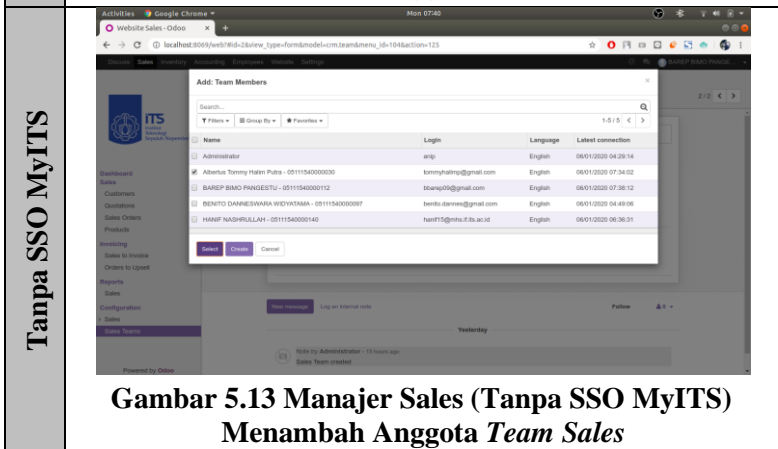 Tanpa SSO MyITS
Activities Google Chrome Mon 07:40
Website Sales - Odoo
localhost:8069/web?#id=2&view_type=form&model=crm.team&menu_id=104&action=125
Discuss Sales Inventory Accounting Employees Website Settings BAREP BIMO PANGE...
Add: Team Members
2 / 2
Search...
Filters Group By Favorites 1-5 / 5
ITS
Institut
Teknologi
Sepuluh Nopember
Name Login Language Latest connection
Administrator anip English 06/01/2020 04:29:14
Albertus Tommy Halim Putra - 05111540000030 tommyhalimp@gmail.com English 06/01/2020 07:34:02
BAREP BIMO PANGESTU - 05111540000112 bbarep09@gmail.com English 06/01/2020 07:38:12
BENITO DANNESWARA WIDYATAMA - 05111540000097 benito.dannes@gmail.com English 06/01/2020 04:49:06
HANIF NASHRULLAH - 05111540000140 hanif15@mhs.if.its.ac.id English 06/01/2020 06:36:31
Select Create Cancel
Dashboard
Sales
Customers
Quotations
Sales Orders
Products
Invoicing
Sales to Invoice
Orders to Upsell
Reports
Sales
Configuration
Sales
Sales Teams
Powered by Odoo
New message Log an internal note Follow
Yesterday
Note by Administrator - 15 hours ago
Sales Team created
Gambar 5.13 Manajer Sales (Tanpa SSO MyITS)
Menambah Anggota Team Sales